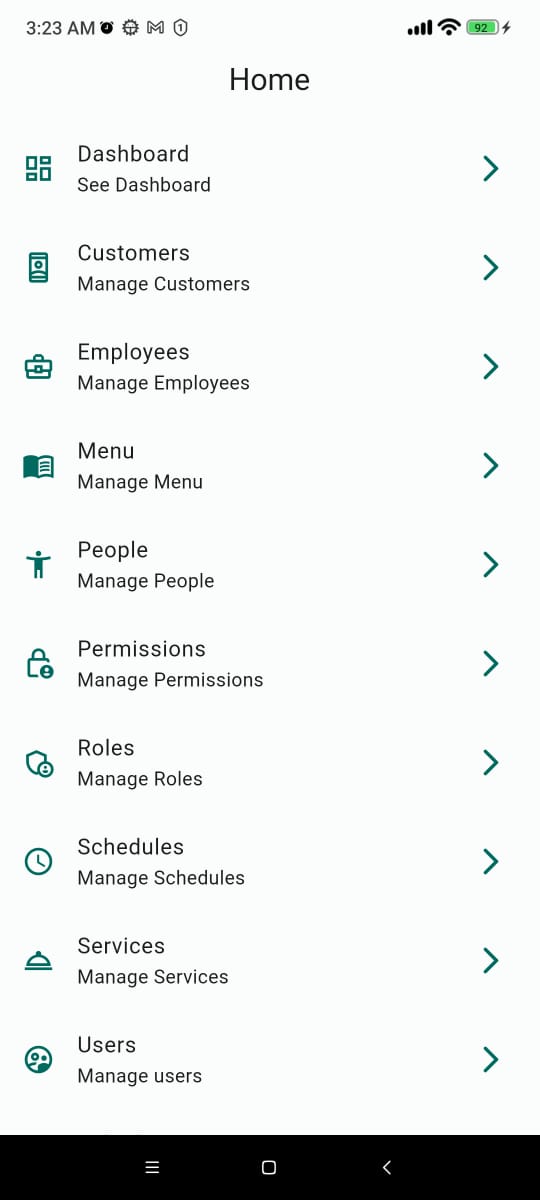 3:23 AM
92
Home
Dashboard
See Dashboard
Customers
Manage Customers
Employees
Manage Employees
Menu
Manage Menu
People
Manage People
Permissions
Manage Permissions
Roles
Manage Roles
Schedules
Manage Schedules
Services
Manage Services
Users
Manage users